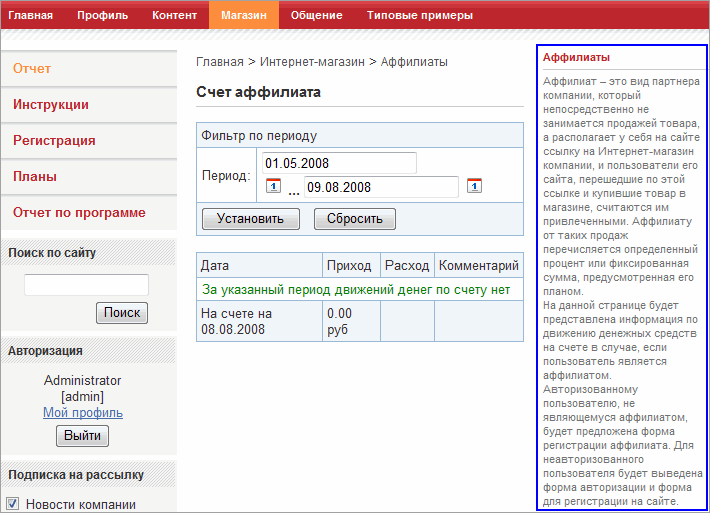 Главная Профиль Контент Магазин Общение Типовые примеры
Отчет
Инструкции
Регистрация
Планы
Отчет по программе
Поиск по сайту
Поиск
Авторизация
Administrator
[admin]
Мой профиль
Выйти
Подписка на рассылку
Новости компании
Главная > Интернет-магазин > Аффилиаты
Счет аффилиата
Фильтр по периоду
Период:
01.05.2008
1 ... 09.08.2008 1
Установить Сбросить
Дата Приход Расход Комментарий
За указанный период движений денег по счету нет
На счете на 0.00
08.08.2008 руб
Аффилиаты
Аффилиат – это вид партнера
компании, который
непосредственно не
занимается продажей товара,
а располагает у себя на сайте
ссылку на Интернет-магазин
компании, и пользователи его
сайта, перешедшие по этой
ссылке и купившие товар в
магазине, считаются им
привлеченными. Аффилиату
от таких продаж
перечисляется определенный
процент или фиксированная
сумма, предусмотренная его
планом.
На данной странице будет
представлена информация по
движению денежных средств
на счете в случае, если
пользователь является
аффилиатом.
Авторизованному
пользователю, не
являющемуся аффилиатом,
будет предложена форма
регистрации аффилиата. Для
неавторизованного
пользователя будет выведена
форма авторизации и форма
для регистрации на сайте.